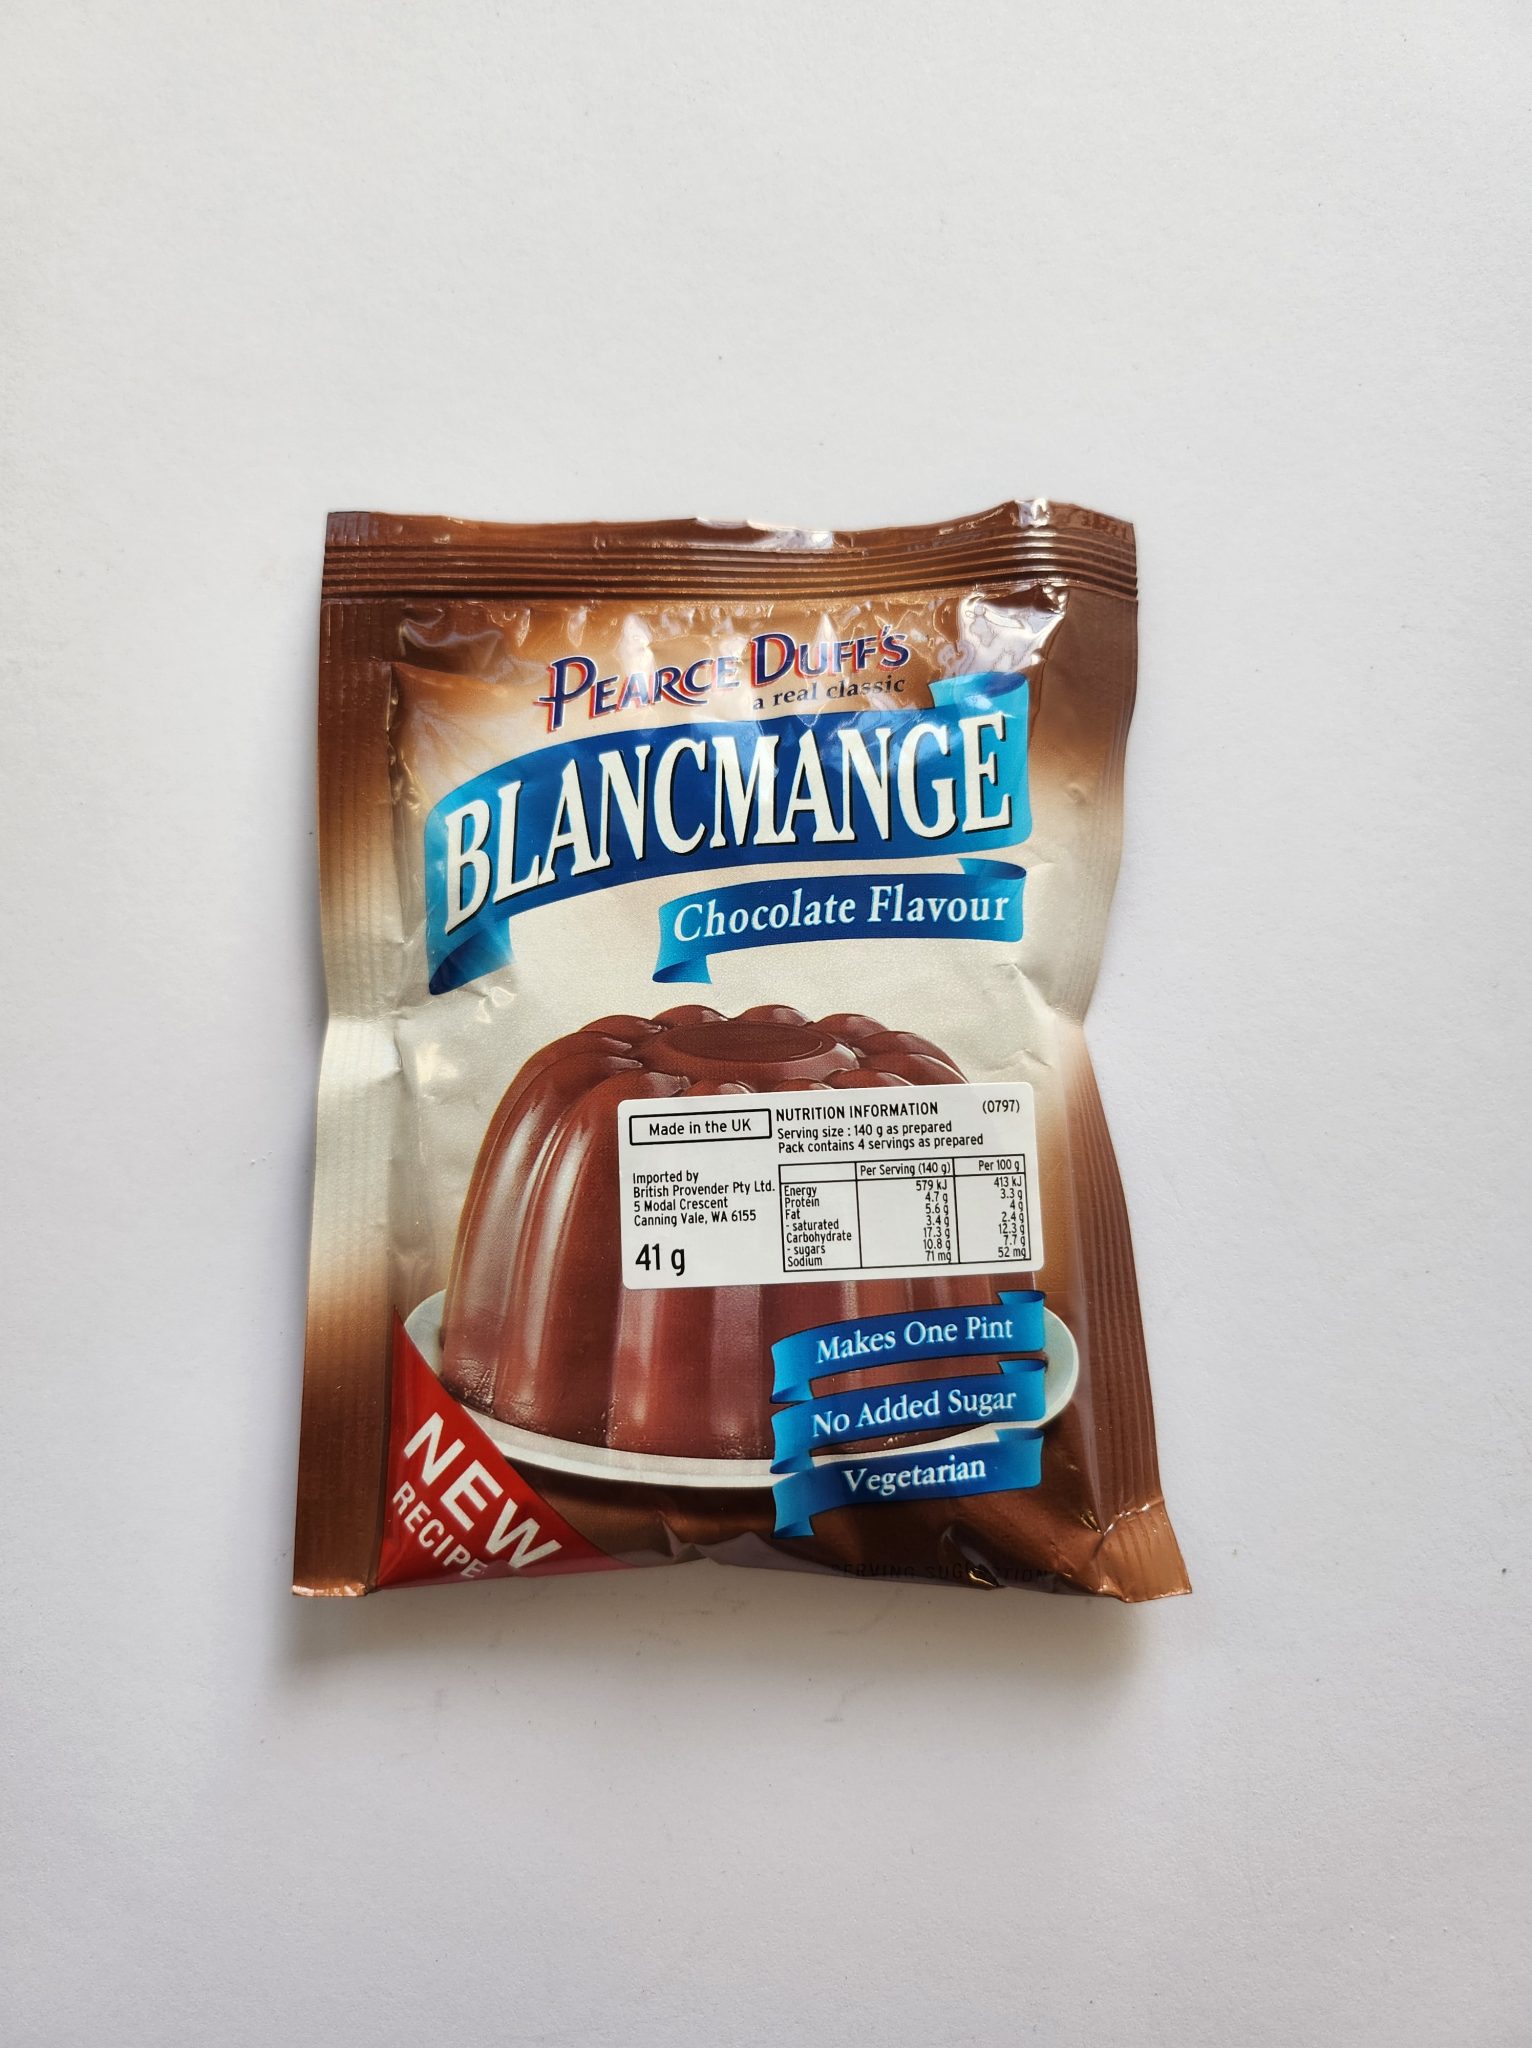 PEARCE DUFF'S
a real classic
BLANCMANGE
Chocolate Flavour
Made in the UK
Imported by
British Provender Pty Ltd.
5 Modal Crescent
Canning Vale, WA 6155
41 g
NUTRITION INFORMATION (0797)
Serving size : 140 g as prepared
Pack contains 4 servings as prepared
Per Serving (140 g) Per 100 g
Energy 579 kJ 413 kJ
Protein 4.7 g 3.3 g
Fat 5.6 g 4 g
- saturated 3.4 g 2.4 g
Carbohydrate 17.3 g 12.3 g
- sugars 10.8 g 7.7 g
Sodium 71 mg 52 mg
Makes One Pint
No Added Sugar
Vegetarian
NEW
RECIPE
SERVING SUGGESTION